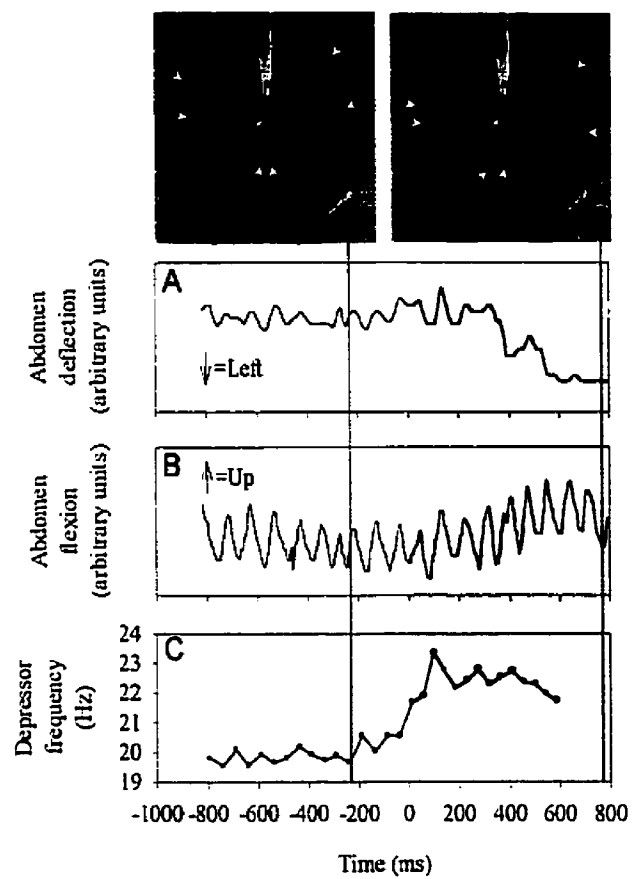 A
Abdomen
deflection
(arbitrary units)
↓=Left
B
Abdomen
flexion
(arbitrary units)
↑=Up
C
Depressor
frequency
(Hz)
24
23
22
21
20
19
-1000 -800 -600 -400 -200 0 200 400 600 800
Time (ms)